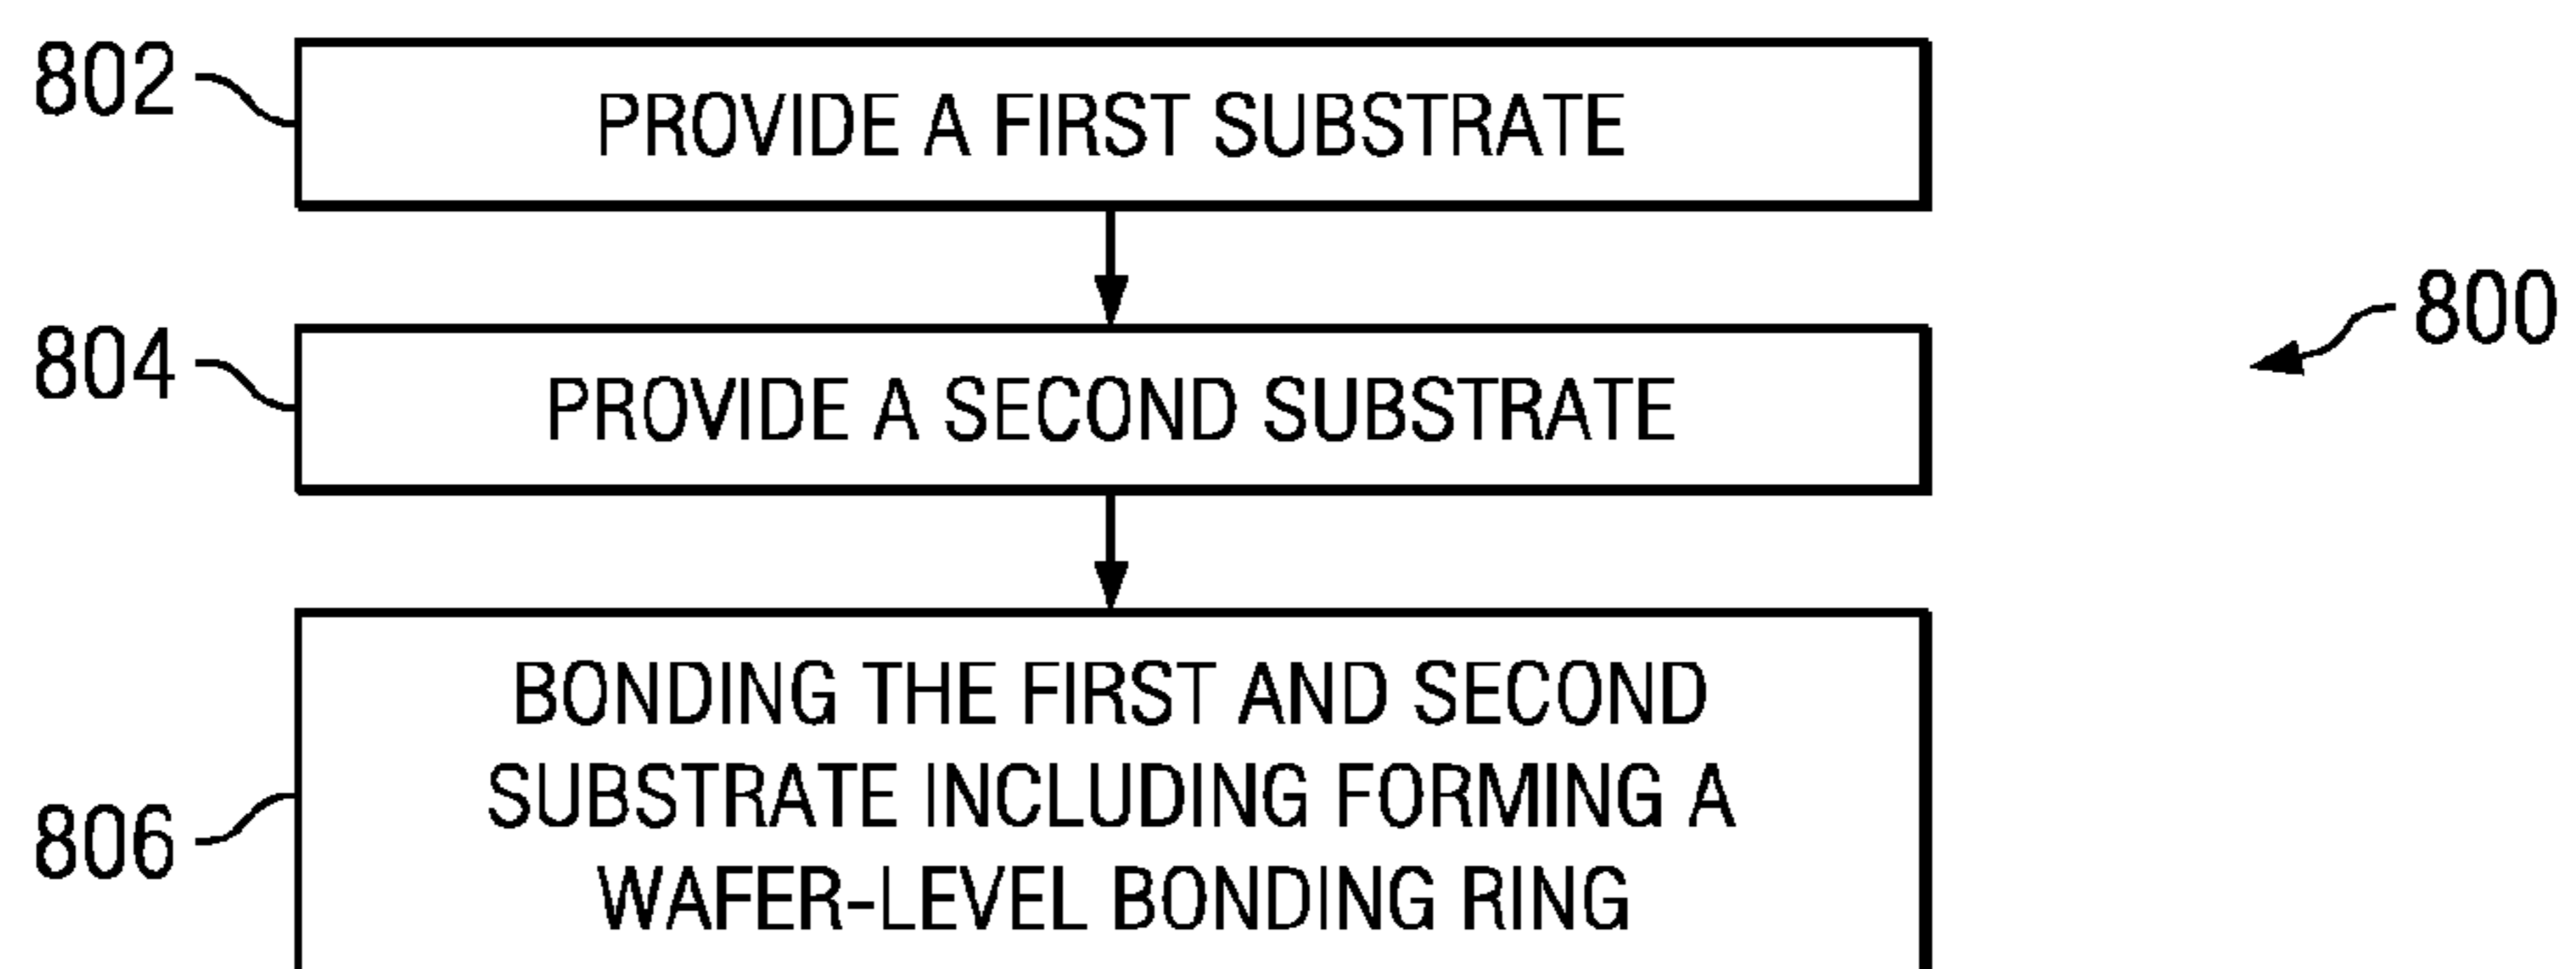 802
PROVIDE A FIRST SUBSTRATE
800
804
PROVIDE A SECOND SUBSTRATE
806
BONDING THE FIRST AND SECOND
SUBSTRATE INCLUDING FORMING A
WAFER-LEVEL BONDING RING